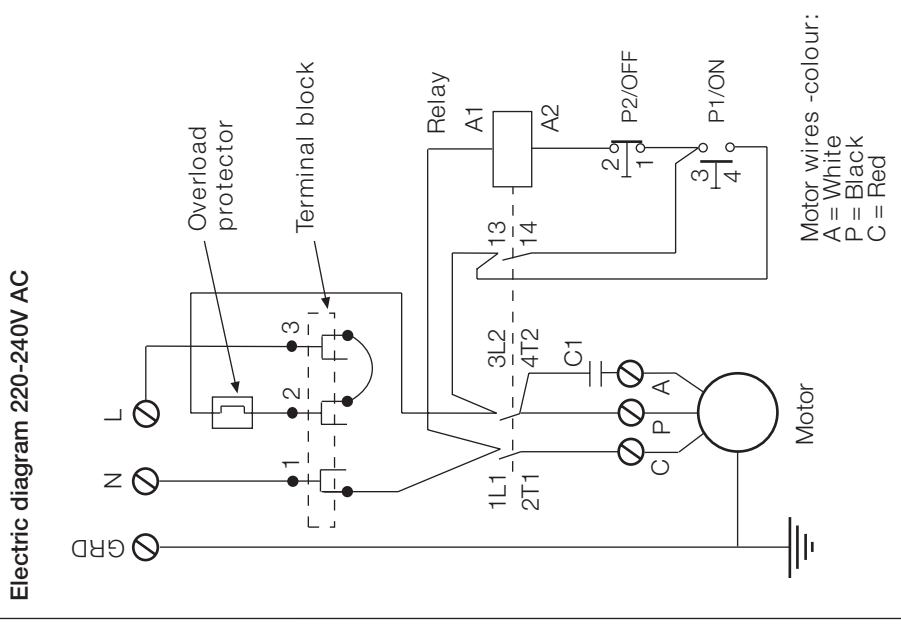 Electric diagram 220-240V AC
GRD
N
L
Overload
protector
Terminal block
1
2
3
Relay
A1
A2
P2/OFF
2
1
P1/ON
3
4
13
14
1L1
2T1
3L2
4T2
C1
C
P
A
Motor
Motor wires -colour:
A = White
P = Black
C = Red